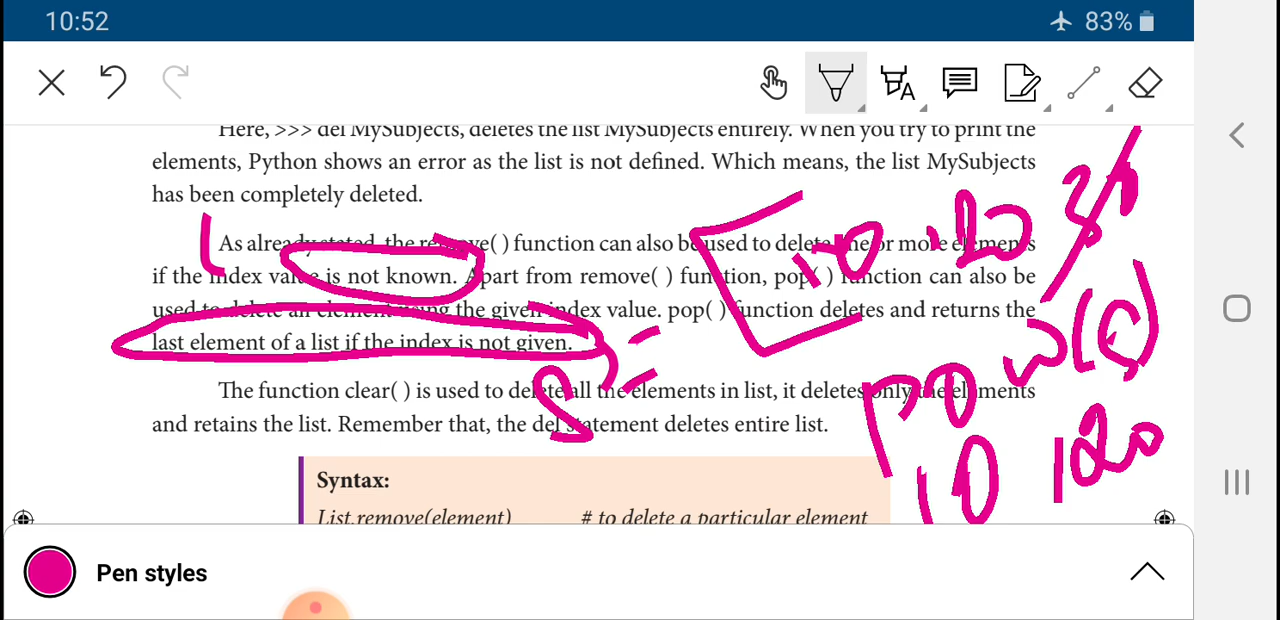 10:52
83%
Here, >>> del MySubjects, deletes the list MySubjects entirely. When you try to print the
elements, Python shows an error as the list is not defined. Which means, the list MySubjects
has been completely deleted.
As already stated, the remove( ) function can also be used to delete one or more elements
if the index value is not known. Apart from remove( ) function, pop( ) function can also be
used to delete an element using the given index value. pop( ) function deletes and returns the
last element of a list if the index is not given.
The function clear( ) is used to delete all the elements in list, it deletes only the elements
and retains the list. Remember that, the del statement deletes entire list.
Syntax:
List.remove(element) # to delete a particular element
10 20
10
Pen styles